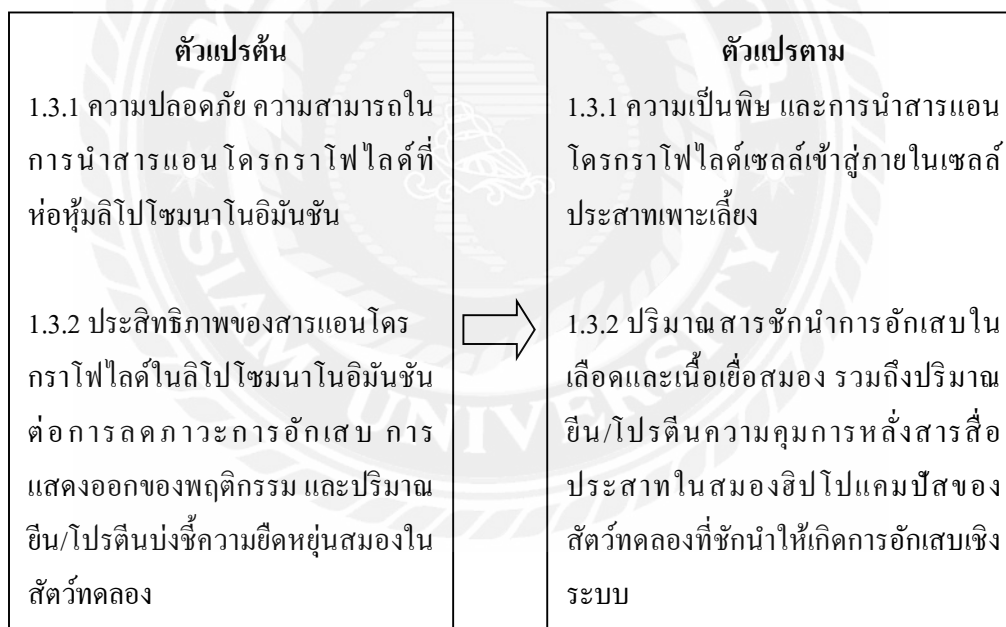 ตัวแปรต้น
1.3.1 ความปลอดภัย ความสามารถใน
การนำสารแอนโดรกราโฟไลด์ที่
ห่อหุ้มลิโปโซมนาโนอิมันชัน
1.3.2 ประสิทธิภาพของสารแอนโดร
กราโฟไลด์ในลิโปโซมนาโนอิมันชัน
ต่อการลดภาวะการอักเสบ การ
แสดงออกของพฤติกรรม และปริมาณ
ยีน/โปรตีนบ่งชี้ความยืดหยุ่นสมองใน
สัตว์ทดลอง
ตัวแปรตาม
1.3.1 ความเป็นพิษ และการนำสารแอน
โดรกราโฟไลด์เซลล์เข้าสู่ภายในเซลล์
ประสาทเพาะเลี้ยง
1.3.2 ปริมาณสารชักนำการอักเสบใน
เลือดและเนื้อเยื่อสมอง รวมถึงปริมาณ
ยีน/โปรตีนความคุมการหลั่งสารสื่อ
ประสาทในสมองฮิปโปแคมปัสของ
สัตว์ทดลองที่ชักนำให้เกิดการอักเสบเชิง
ระบบ
SIAM UNIVERSITY